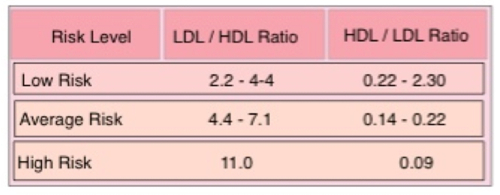 Risk Level LDL / HDL Ratio HDL / LDL Ratio
Low Risk 2.2 - 4-4 0.22 - 2.30
Average Risk 4.4 - 7.1 0.14 - 0.22
High Risk 11.0 0.09